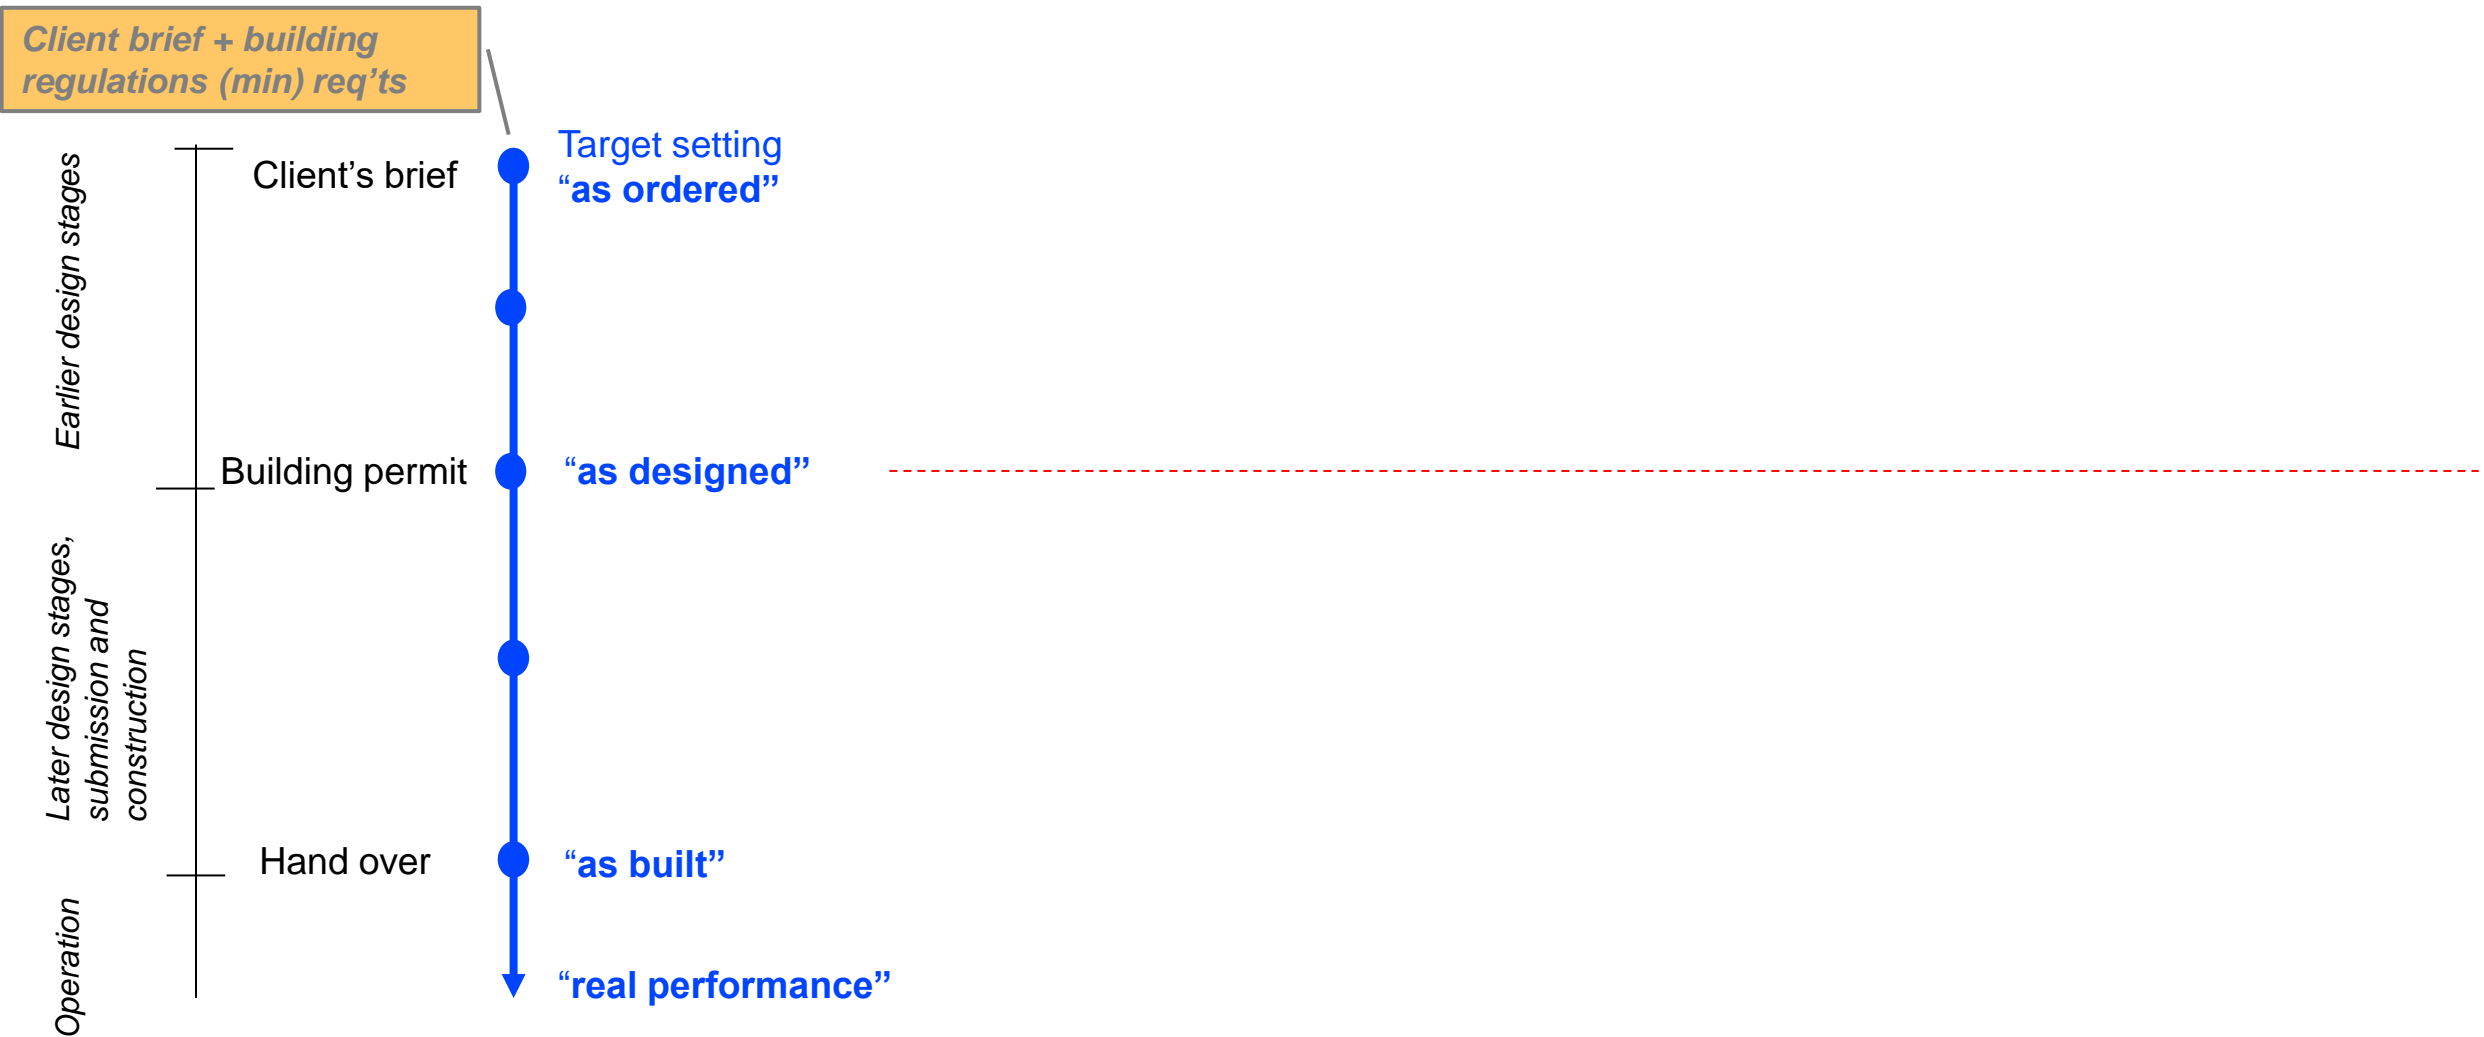 Client brief + building
regulations (min) req’ts
Target setting
“as ordered”
Client’s brief
Earlier design stages
Building permit
“as designed”
Later design stages,
submission and
construction
Hand over
“as built”
Operation
“real performance”